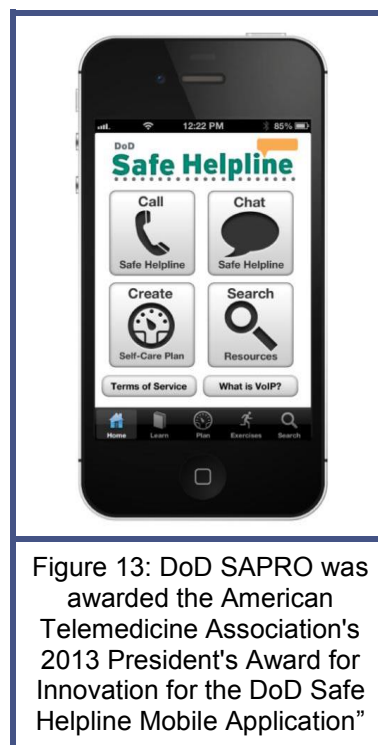 12:22 PM 85%
DoD
Safe Helpline
Call Chat
Safe Helpline Safe Helpline
Create Search
Self-Care Plan Resources
Terms of Service What is VoIP?
Home Learn Plan Exercises Search
Figure 13: DoD SAPRO was
awarded the American
Telemedicine Association's
2013 President's Award for
Innovation for the DoD Safe
Helpline Mobile Application”